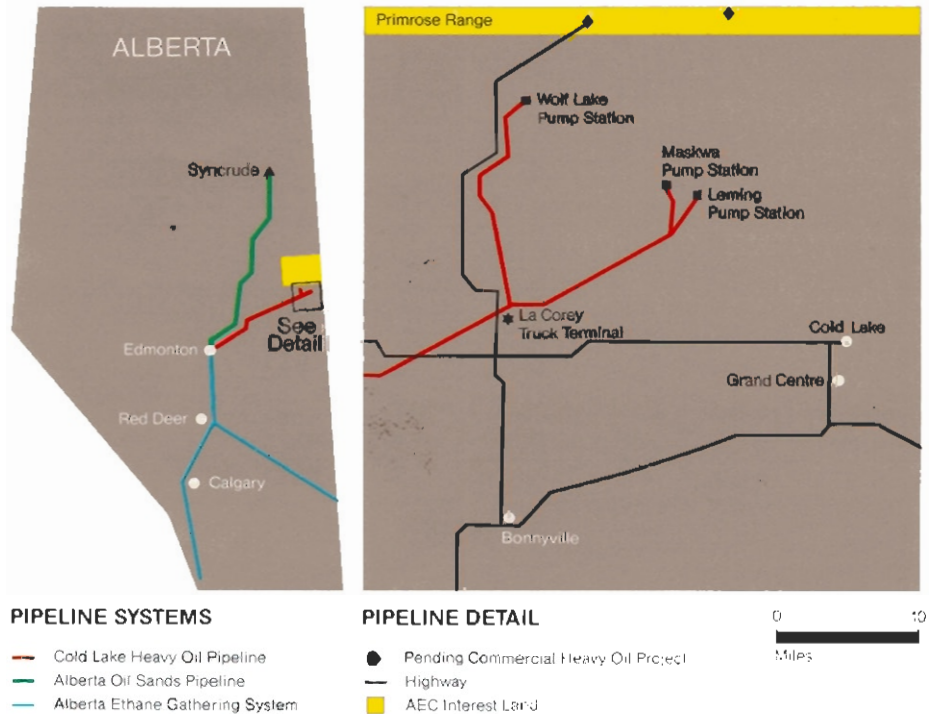 ALBERTA
Syncrude
See
Detail
Edmonton
Red Deer
Calgary
Primrose Range
Wolf Lake
Pump Station
Maskwa
Pump Station
Leming
Pump Station
La Corey
Truck Terminal
Cold Lake
Grand Centre
Bonnyville
PIPELINE SYSTEMS
Cold Lake Heavy Oil Pipeline
Alberta Oil Sands Pipeline
Alberta Ethane Gathering System
PIPELINE DETAIL
Pending Commercial Heavy Oil Project
Highway
AEC Interest Land
0 10
Miles